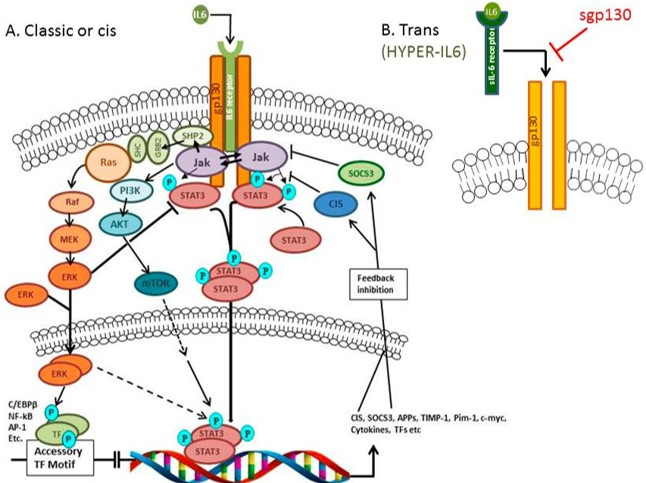 A. Classic or cis
IL6
gp130
IL6 receptor
SHP2
GRB2
SHC
Ras
Jak
Jak
SOCS3
PI3K
P
STAT3
P
P
STAT3
CIS
Raf
AKT
MEK
STAT3
ERK
mTOR
P
STAT3
P
P
STAT3
ERK
Feedback
inhibition
ERK
C/EBPβ
NF-kB
AP-1
Etc.
P
TF
P
P
P
STAT3
P
STAT3
CIS, SOCS3, APPs, TIMP-1, Pim-1, c-myc,
Cytokines, TFs etc
Accessory
TF Motif
B. Trans
(HYPER-IL6)
IL6
sIL-6 receptor
sgp130
gp130